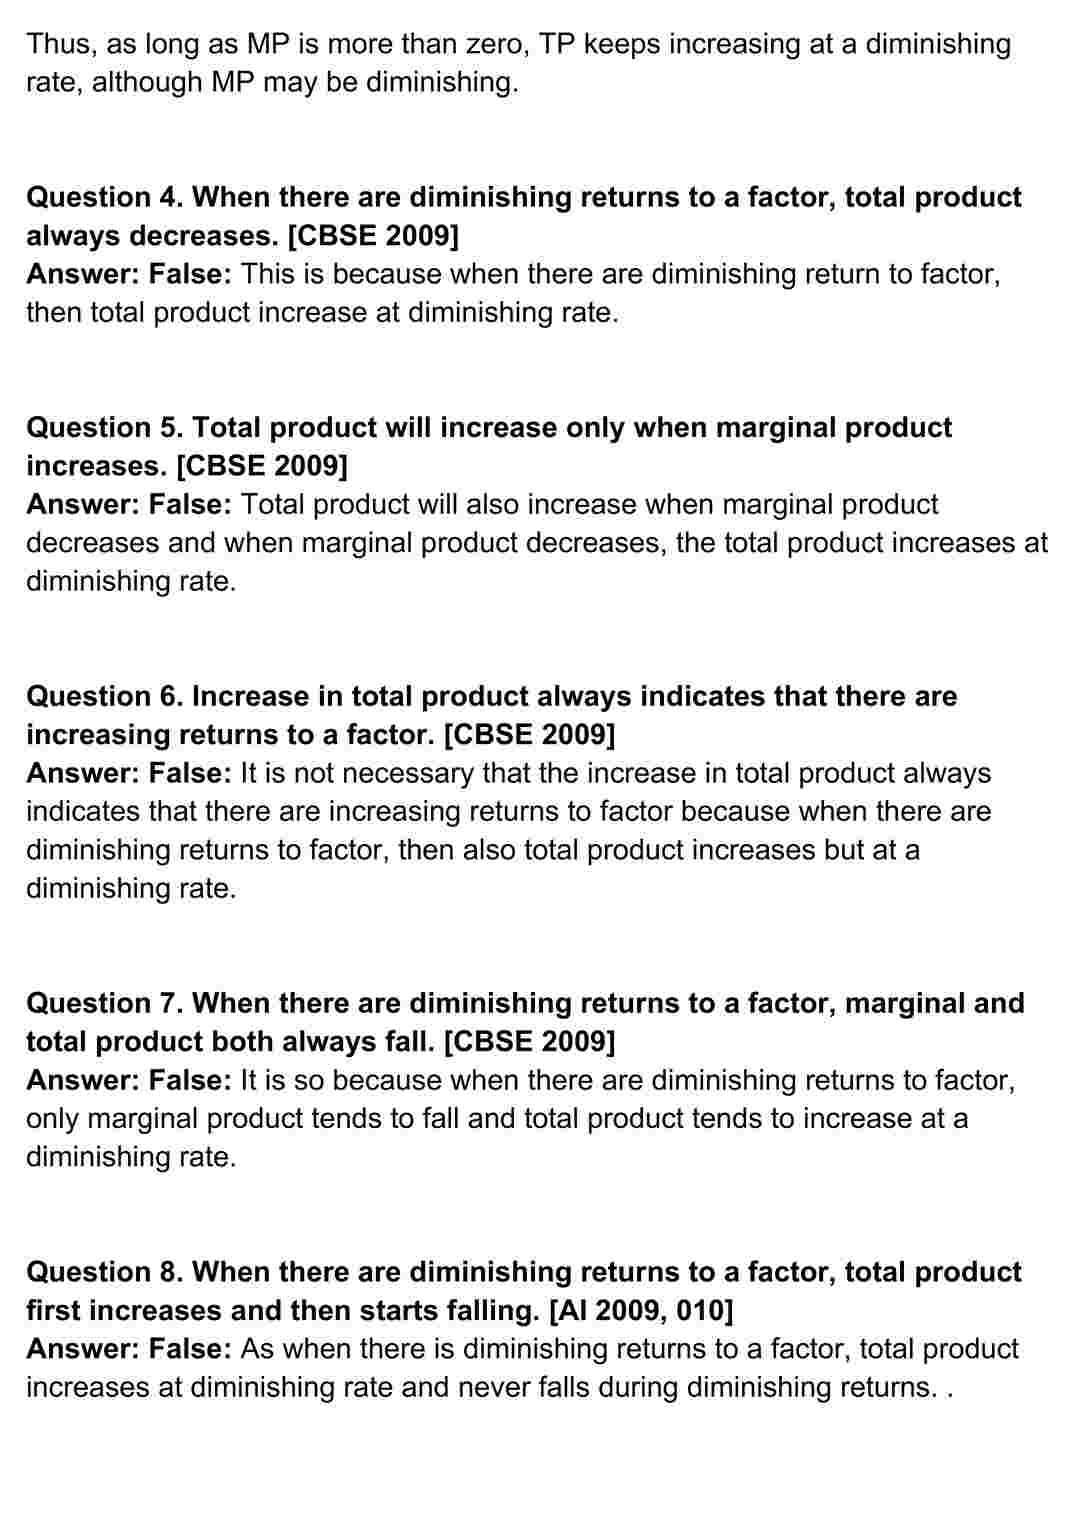 Thus, as long as MP is more than zero, TP keeps increasing at a diminishing
rate, although MP may be diminishing.
Question 4. When there are diminishing returns to a factor, total product
always decreases. [CBSE 2009]
Answer: False: This is because when there are diminishing return to factor,
then total product increase at diminishing rate.
Question 5. Total product will increase only when marginal product
increases. [CBSE 2009]
Answer: False: Total product will also increase when marginal product
decreases and when marginal product decreases, the total product increases at
diminishing rate.
Question 6. Increase in total product always indicates that there are
increasing returns to a factor. [CBSE 2009]
Answer: False: It is not necessary that the increase in total product always
indicates that there are increasing returns to factor because when there are
diminishing returns to factor, then also total product increases but at a
diminishing rate.
Question 7. When there are diminishing returns to a factor, marginal and
total product both always fall. [CBSE 2009]
Answer: False: It is so because when there are diminishing returns to factor,
only marginal product tends to fall and total product tends to increase at a
diminishing rate.
Question 8. When there are diminishing returns to a factor, total product
first increases and then starts falling. [AI 2009, 010]
Answer: False: As when there is diminishing returns to a factor, total product
increases at diminishing rate and never falls during diminishing returns. .